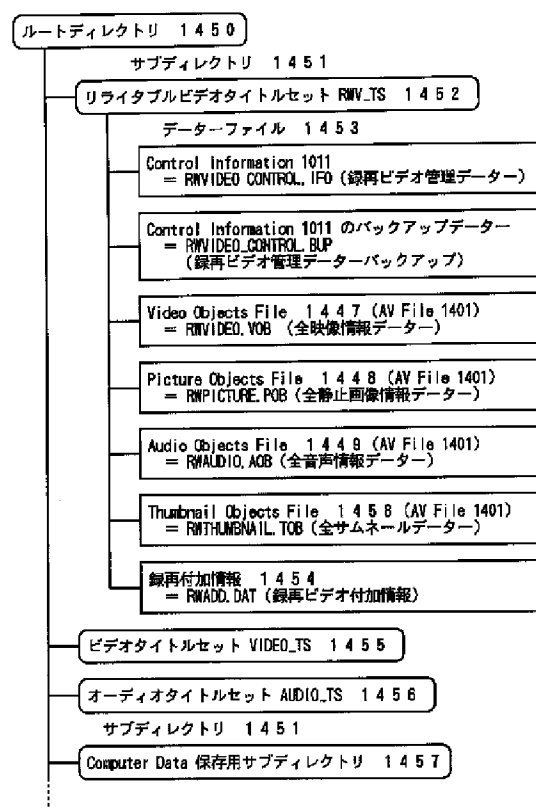 ルートディレクトリ 1450
サブディレクトリ 1451
リライタブルビデオタイトルセット RWV_TS 1452
データーファイル 1453
Control Information 1011
= RWVIDEO CONTROL.IFO (録再ビデオ管理データー)
Control Information 1011 のバックアップデーター
= RWVIDEO_CONTROL.BUP
(録再ビデオ管理データーバックアップ)
Video Objects File 1447 (AV File 1401)
= RWVIDEO.VOB (全映像情報データー)
Picture Objects File 1448 (AV File 1401)
= RWPICTURE.POB (全静止画像情報データー)
Audio Objects File 1449 (AV File 1401)
= RWAUDIO.AOB (全音声情報データー)
Thumbnail Objects File 1458 (AV File 1401)
= RWTHUMBNAIL.TOB (全サムネールデーター)
録再付加情報 1454
= RWADD.DAT (録再ビデオ付加情報)
ビデオタイトルセット VIDEO_TS 1455
オーディオタイトルセット AUDIO_TS 1456
サブディレクトリ 1451
Computer Data 保存用サブディレクトリ 1457